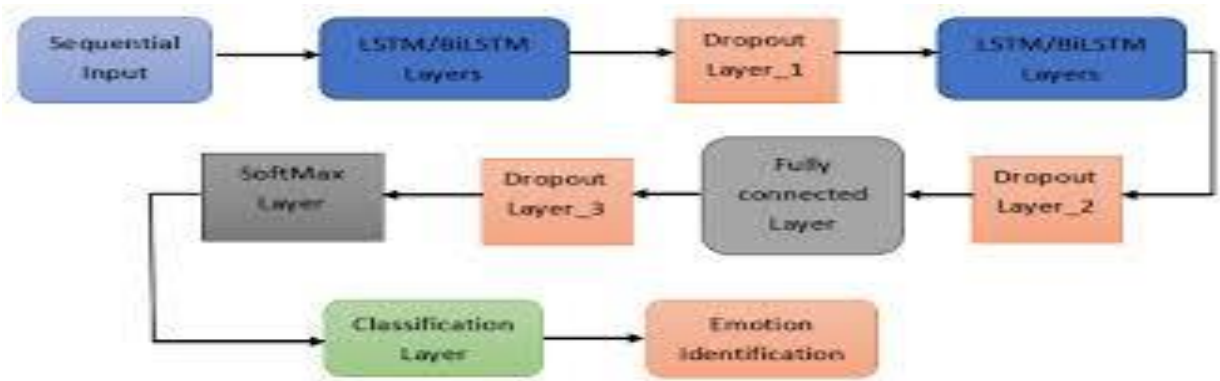 Sequential
Input
LSTM/BiLSTM
Layers
Dropout
Layer_1
LSTM/BiLSTM
Layers
Dropout
Layer_2
Fully
connected
Layer
Dropout
Layer_3
SoftMax
Layer
Classification
Layer
Emotion
Identification